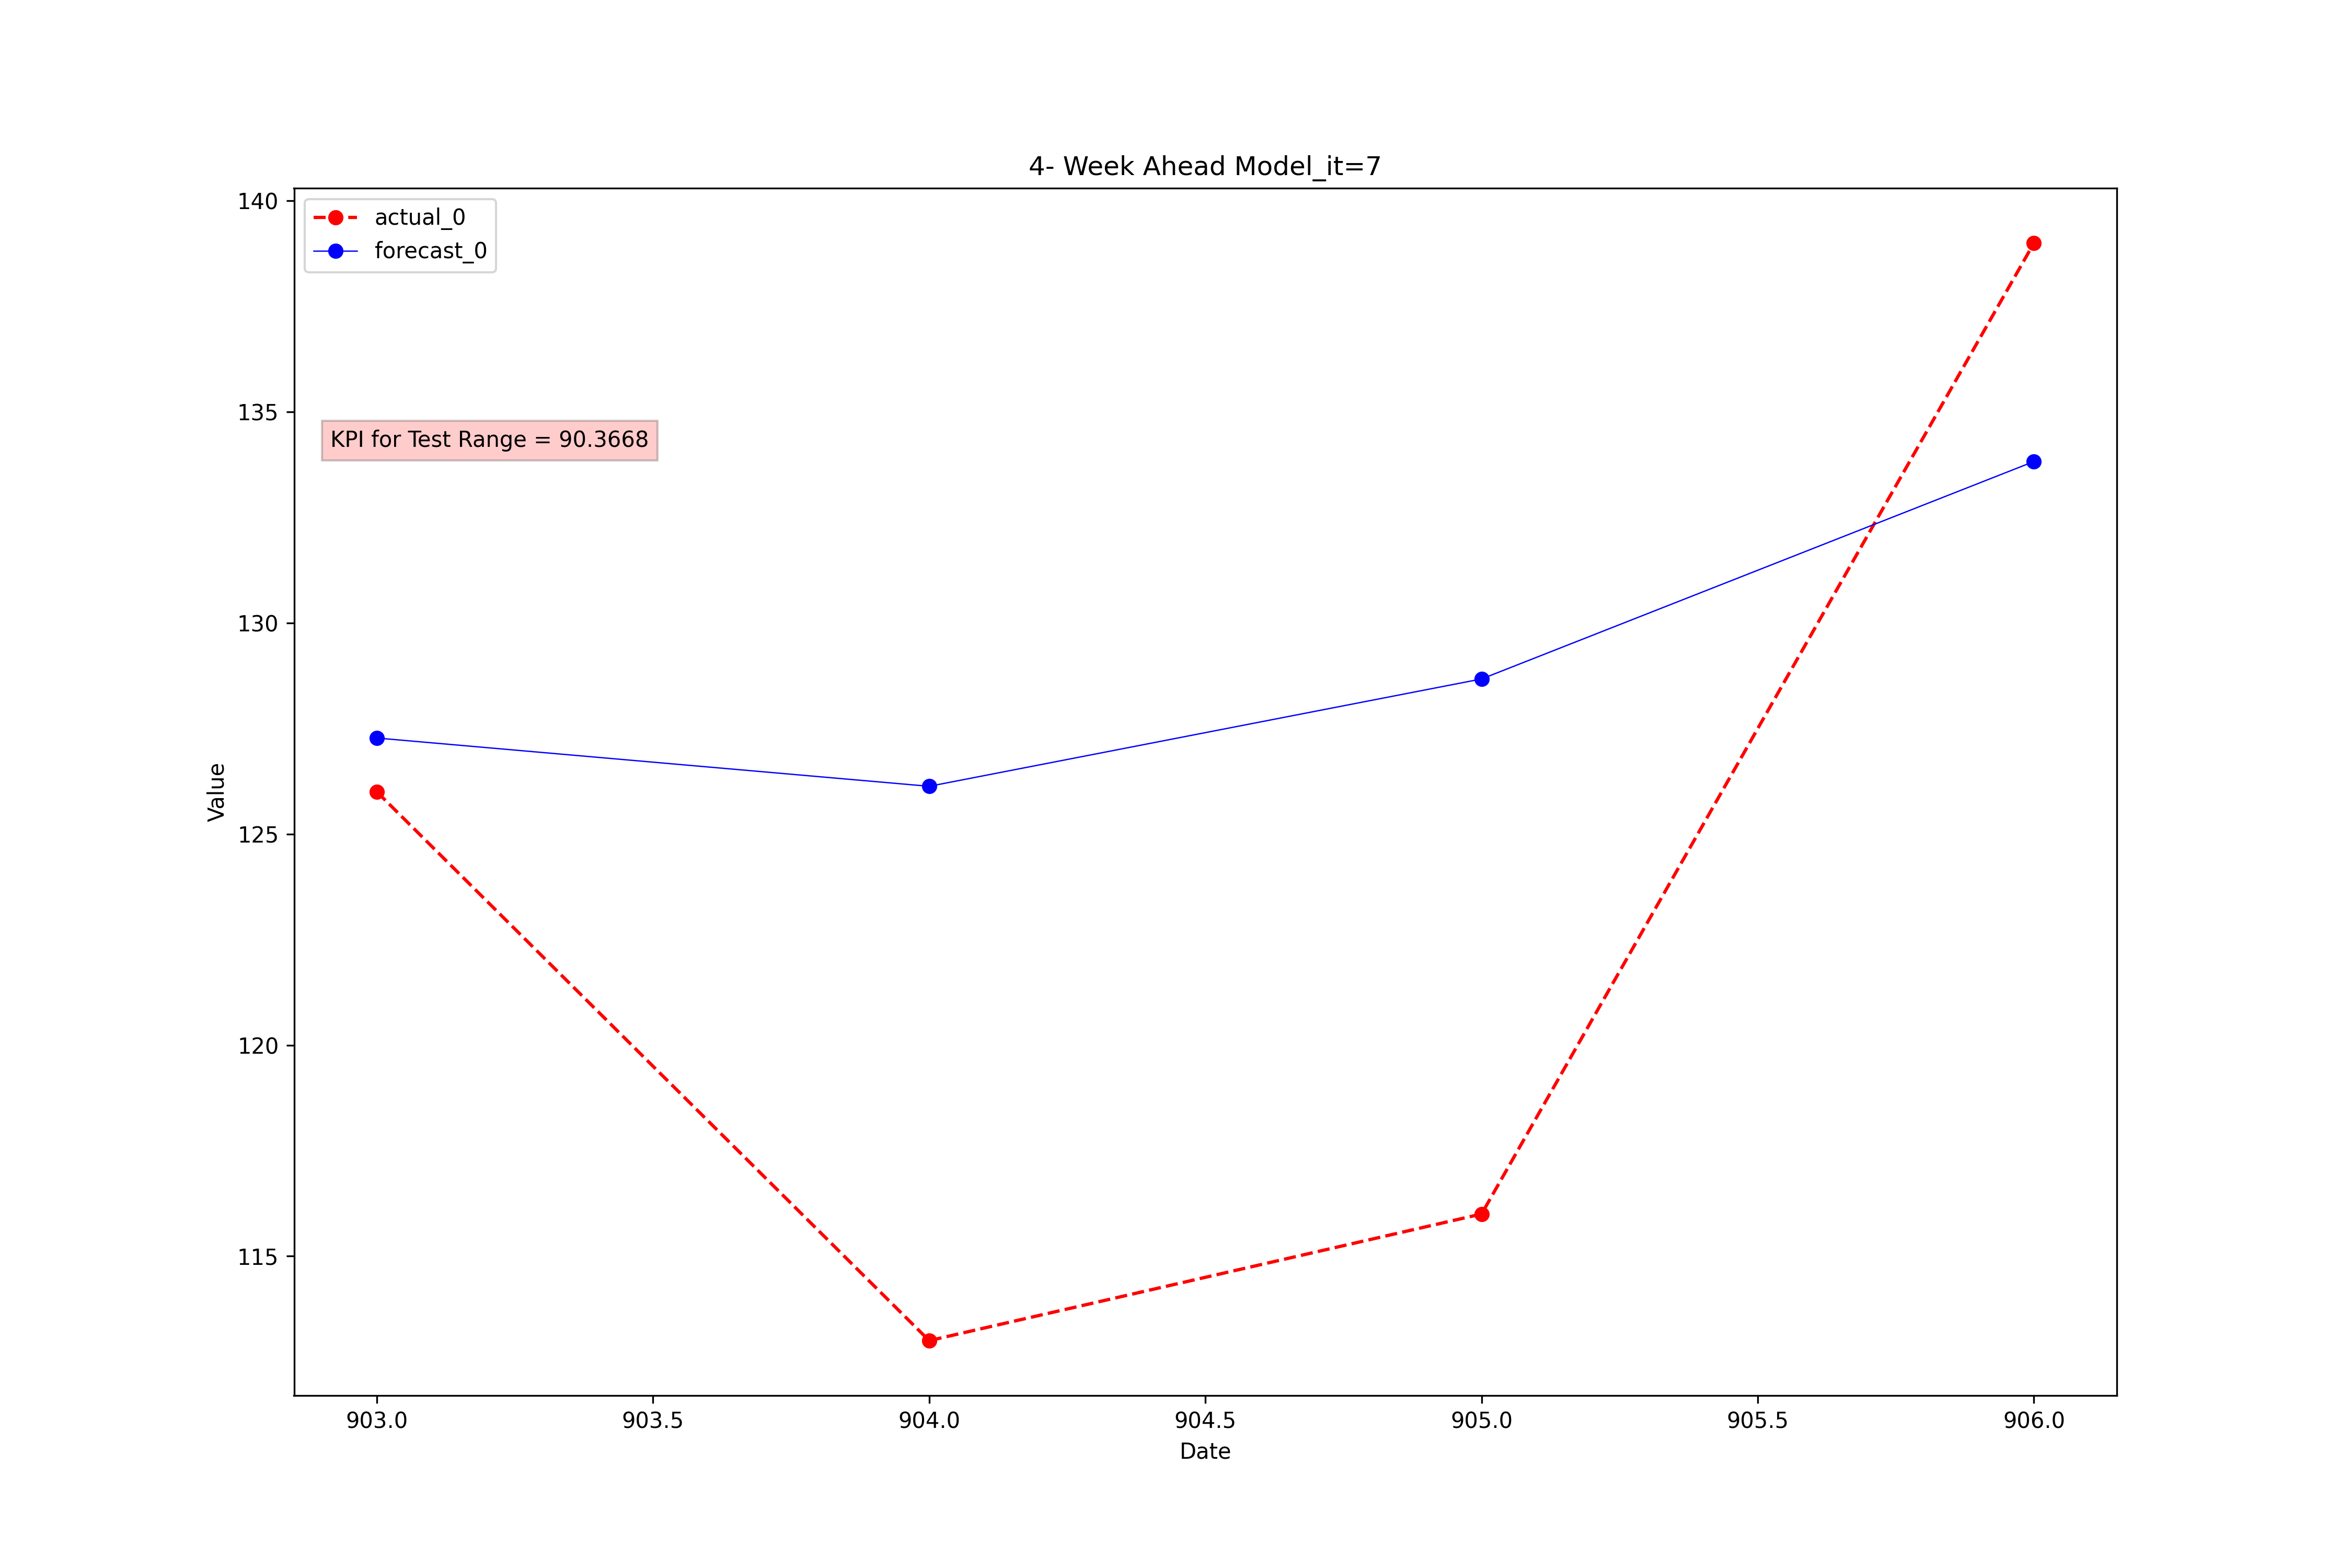 4- Week Ahead Model_it=7
actual_0
forecast_0
KPI for Test Range = 90.3668
140
135
130
125
120
115
Value
903.0 903.5 904.0 904.5 905.0 905.5 906.0
Date